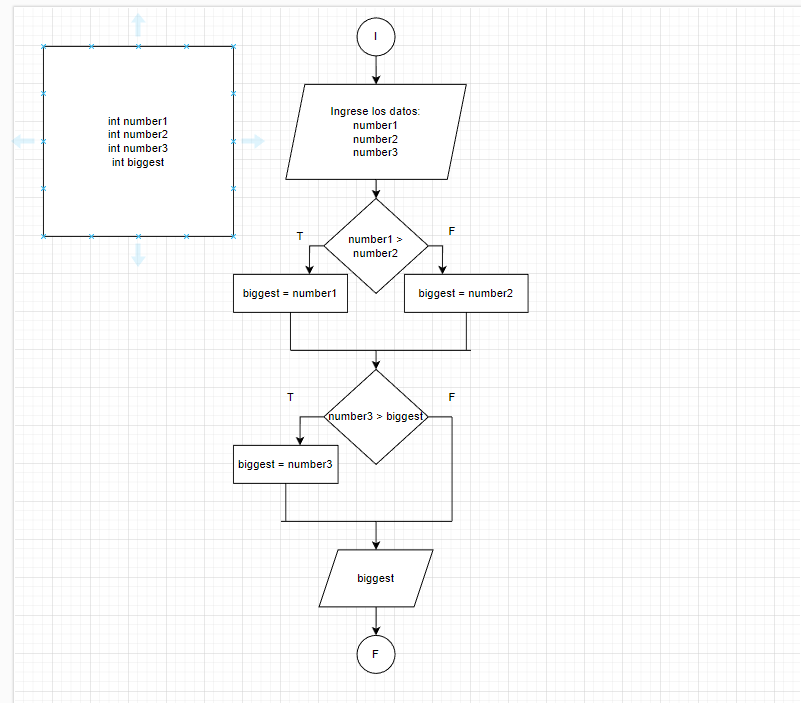 int number1
int number2
int number3
int biggest
I
Ingrese los datos:
number1
number2
number3
number1 >
number2
T
F
biggest = number1
biggest = number2
number3 > biggest
T
F
biggest = number3
biggest
F